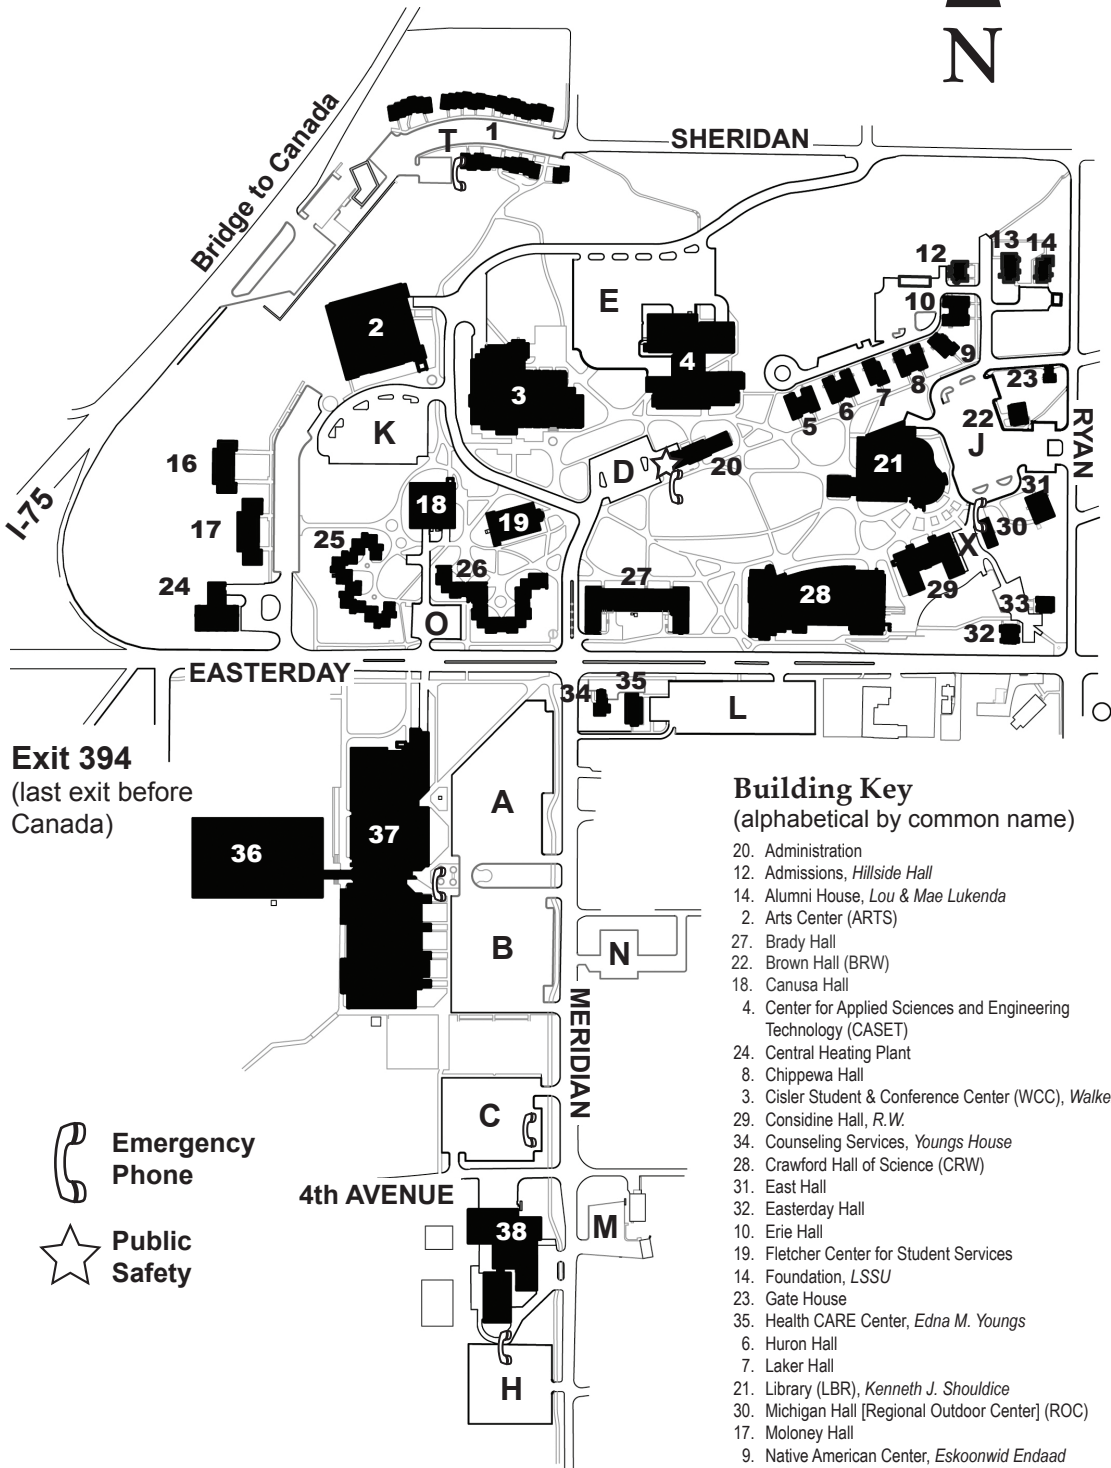 N
SHERIDAN
Bridge to Canada
T
1
12
13
14
E
10
2
4
9
8
23
3
7
6
5
22
K
RYAN
J
16
D
20
21
I-75
18
31
19
30
17
25
X
26
27
29
24
28
33
O
32
EASTERDAY
34
35
L
Exit 394
(last exit before
Canada)
A
37
36
B
N
MERIDIAN
C
4th AVENUE
38
M
H
Emergency
Phone
Public
Safety
Building Key
(alphabetical by common name)
20. Administration
12. Admissions, Hillside Hall
14. Alumni House, Lou & Mae Lukenda
2. Arts Center (ARTS)
27. Brady Hall
22. Brown Hall (BRW)
18. Canusa Hall
4. Center for Applied Sciences and Engineering
Technology (CASET)
24. Central Heating Plant
8. Chippewa Hall
3. Cisler Student & Conference Center (WCC), Walke
29. Considine Hall, R.W.
34. Counseling Services, Youngs House
28. Crawford Hall of Science (CRW)
31. East Hall
32. Easterday Hall
10. Erie Hall
19. Fletcher Center for Student Services
14. Foundation, LSSU
23. Gate House
35. Health CARE Center, Edna M. Youngs
6. Huron Hall
7. Laker Hall
21. Library (LBR), Kenneth J. Shouldice
30. Michigan Hall [Regional Outdoor Center] (ROC)
17. Moloney Hall
9. Native American Center, Eskoonwid Endaad